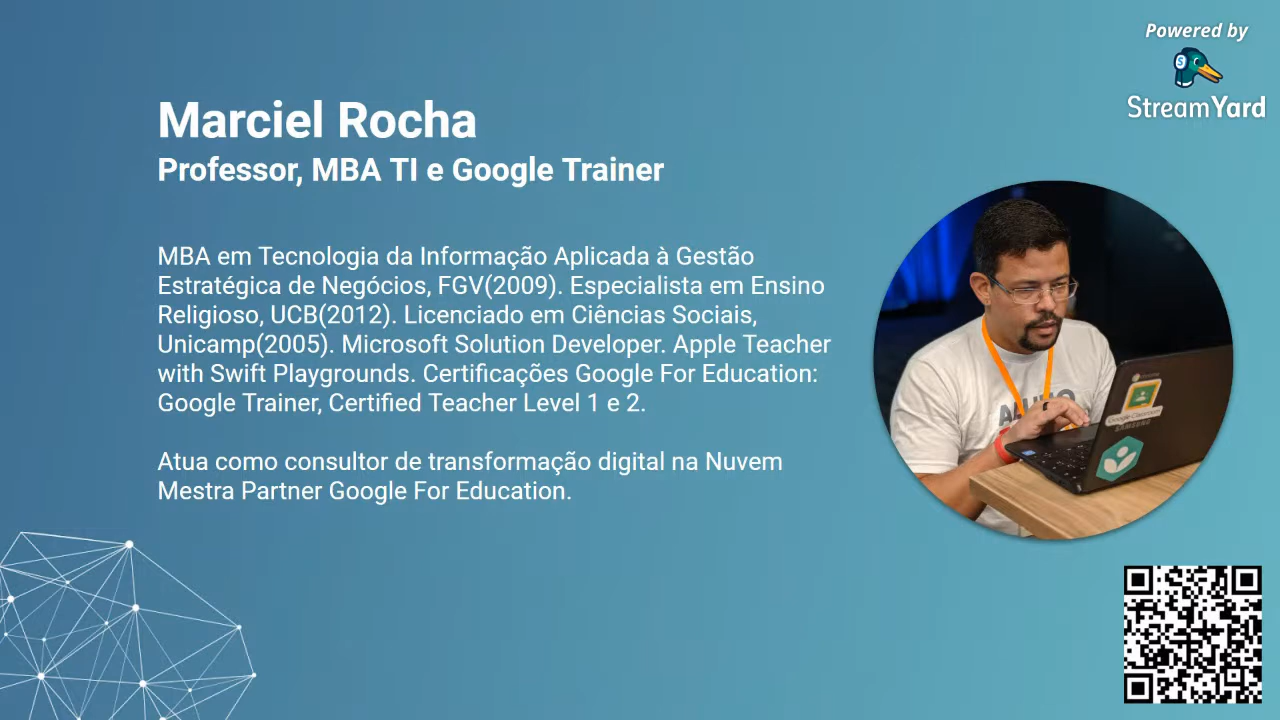 Powered by
StreamYard
Marciel Rocha
Professor, MBA TI e Google Trainer
MBA em Tecnologia da Informação Aplicada à Gestão
Estratégica de Negócios, FGV(2009). Especialista em Ensino
Religioso, UCB(2012). Licenciado em Ciências Sociais,
Unicamp(2005). Microsoft Solution Developer. Apple Teacher
with Swift Playgrounds. Certificações Google For Education:
Google Trainer, Certified Teacher Level 1 e 2.
Atua como consultor de transformação digital na Nuvem
Mestra Partner Google For Education.
Google Classroom
SAMSUNG